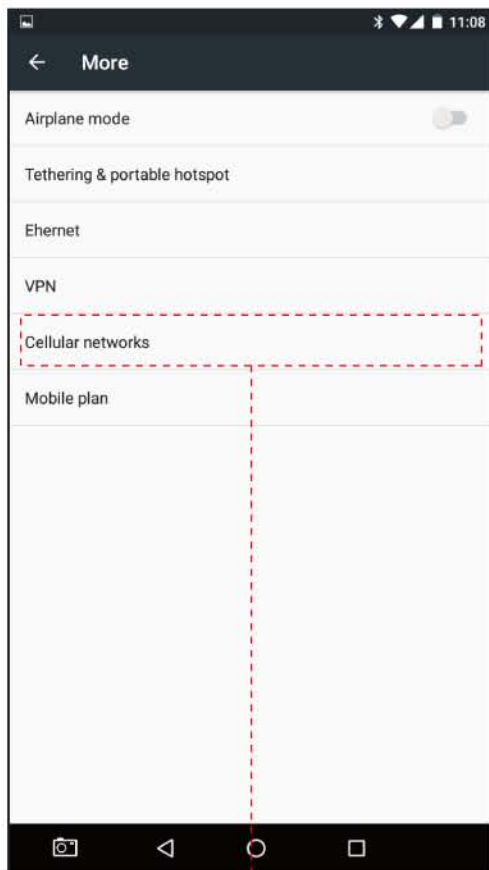 11:08
More
Airplane mode
Tethering & portable hotspot
Ehernet
VPN
Cellular networks
Mobile plan